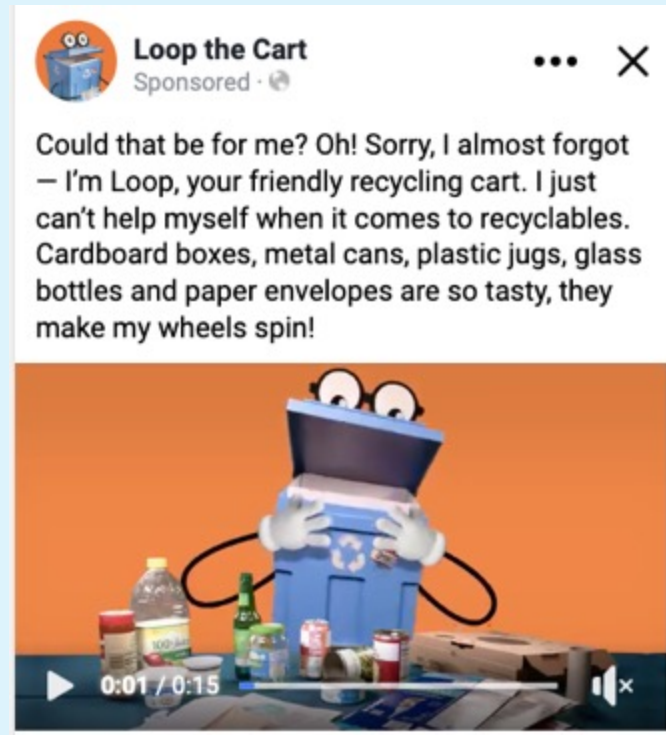 Loop the Cart
Sponsored ·
Could that be for me? Oh! Sorry, I almost forgot
– I'm Loop, your friendly recycling cart. I just
can't help myself when it comes to recyclables.
Cardboard boxes, metal cans, plastic jugs, glass
bottles and paper envelopes are so tasty, they
make my wheels spin!
100%
0:01 / 0:15